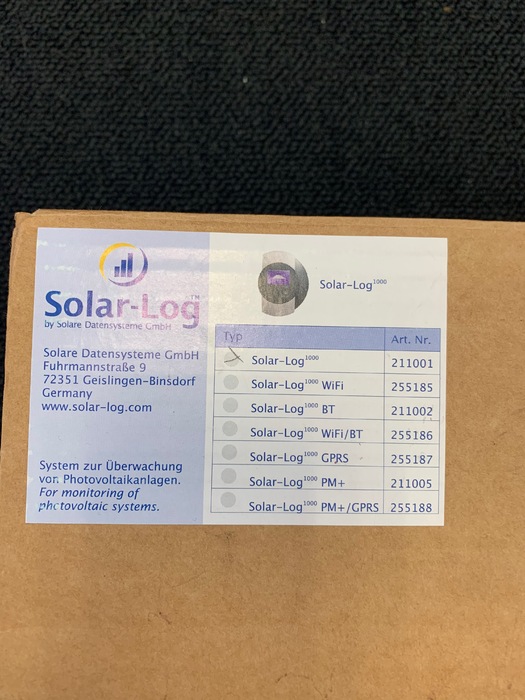 Solar-Log™
by Solare Datensysteme GmbH
Solare Datensysteme GmbH
Fuhrmannstraße 9
72351 Geislingen-Binsdorf
Germany
www.solar-log.com
System zur Überwachung
von Photovoltaikanlagen.
For monitoring of
photovoltaic systems.
Solar-Log¹⁰⁰⁰
Typ Art. Nr.
Solar-Log¹⁰⁰⁰ 211001
Solar-Log¹⁰⁰⁰ WiFi 255185
Solar-Log¹⁰⁰⁰ BT 211002
Solar-Log¹⁰⁰⁰ WiFi/BT 255186
Solar-Log¹⁰⁰⁰ GPRS 255187
Solar-Log¹⁰⁰⁰ PM+ 211005
Solar-Log¹⁰⁰⁰ PM+/GPRS 255188